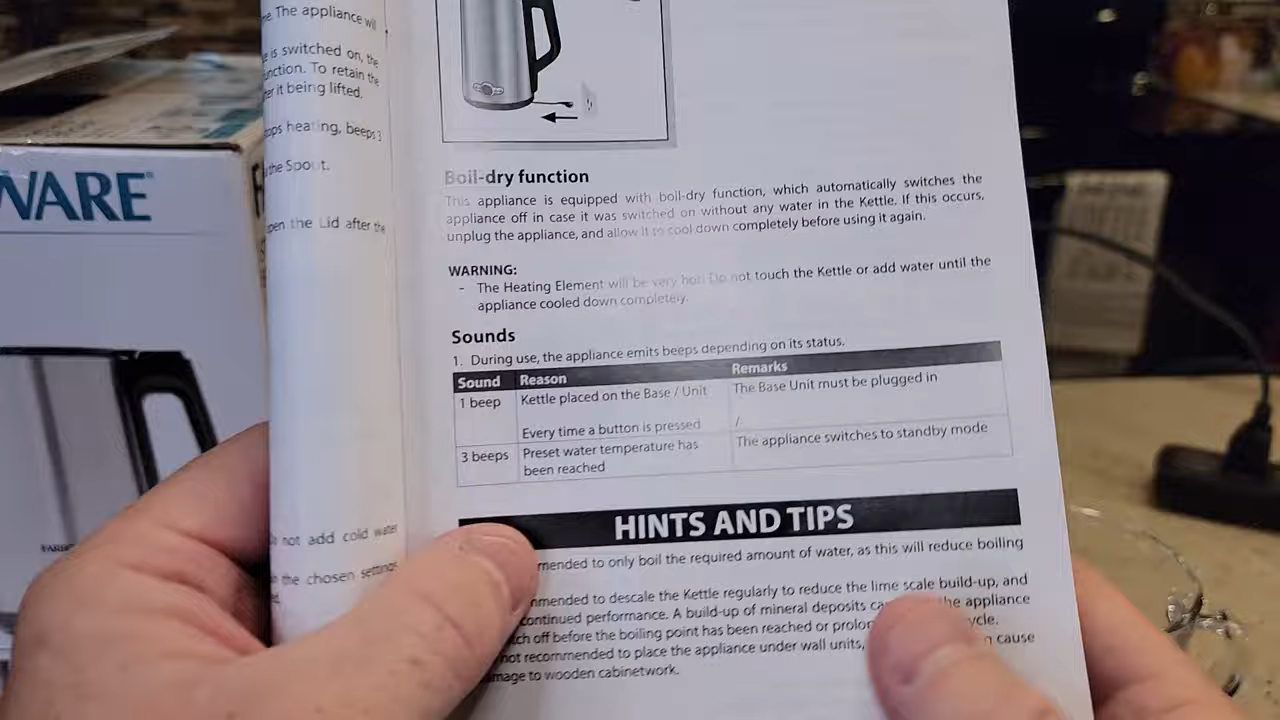 The appliance will
is switched on, the
nction. To retain the
it being lifted,
heating, beeps 3
the Spout.
open the Lid after the
not add cold water
the chosen settings
WARE®
Boil-dry function
This appliance is equipped with boil-dry function, which automatically switches the
appliance off in case it was switched on without any water in the Kettle. If this occurs,
unplug the appliance, and allow it to cool down completely before using it again.
WARNING:
- The Heating Element will be very hot! Do not touch the Kettle or add water until the
appliance cooled down completely.
Sounds
1. During use, the appliance emits beeps depending on its status.
Sound Reason Remarks
1 beep Kettle placed on the Base / Unit The Base Unit must be plugged in
Every time a button is pressed /
3 beeps Preset water temperature has The appliance switches to standby mode
been reached
HINTS AND TIPS
mended to only boil the required amount of water, as this will reduce boiling
mmended to descale the Kettle regularly to reduce the lime scale build-up, and
continued performance. A build-up of mineral deposits ca the appliance
tch off before the boiling point has been reached or prolon ycle.
not recommended to place the appliance under wall units, n cause
mage to wooden cabinetwork.